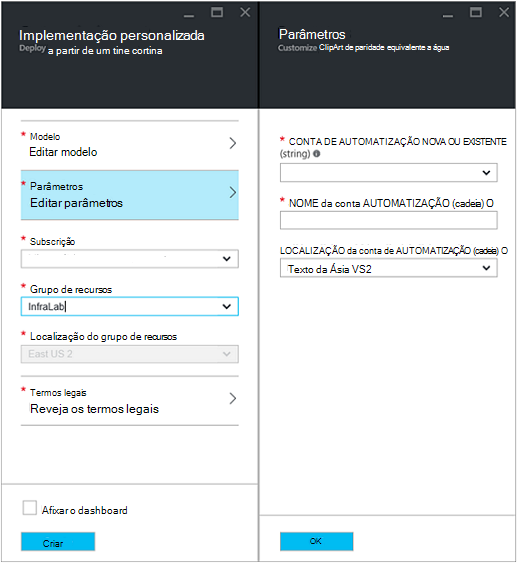 Implementação personalizada
Deploy a partir de um tine cortina
* Modelo
Editar modelo
* Parâmetros
Editar parâmetros
* Subscrição
* Grupo de recursos
InfraLab
* Localização do grupo de recursos
East US 2
* Termos legais
Reveja os termos legais
Afixar o dashboard
Criar
Parâmetros
Customize ClipArt de paridade equivalente a água
* CONTA DE AUTOMATIZAÇÃO NOVA OU EXISTENTE
(string)
* NOME da conta AUTOMATIZAÇÃO (cadeia) O
LOCALIZAÇÃO da conta de AUTOMATIZAÇÃO (cadeia) O
Texto da Ásia VS2
OK